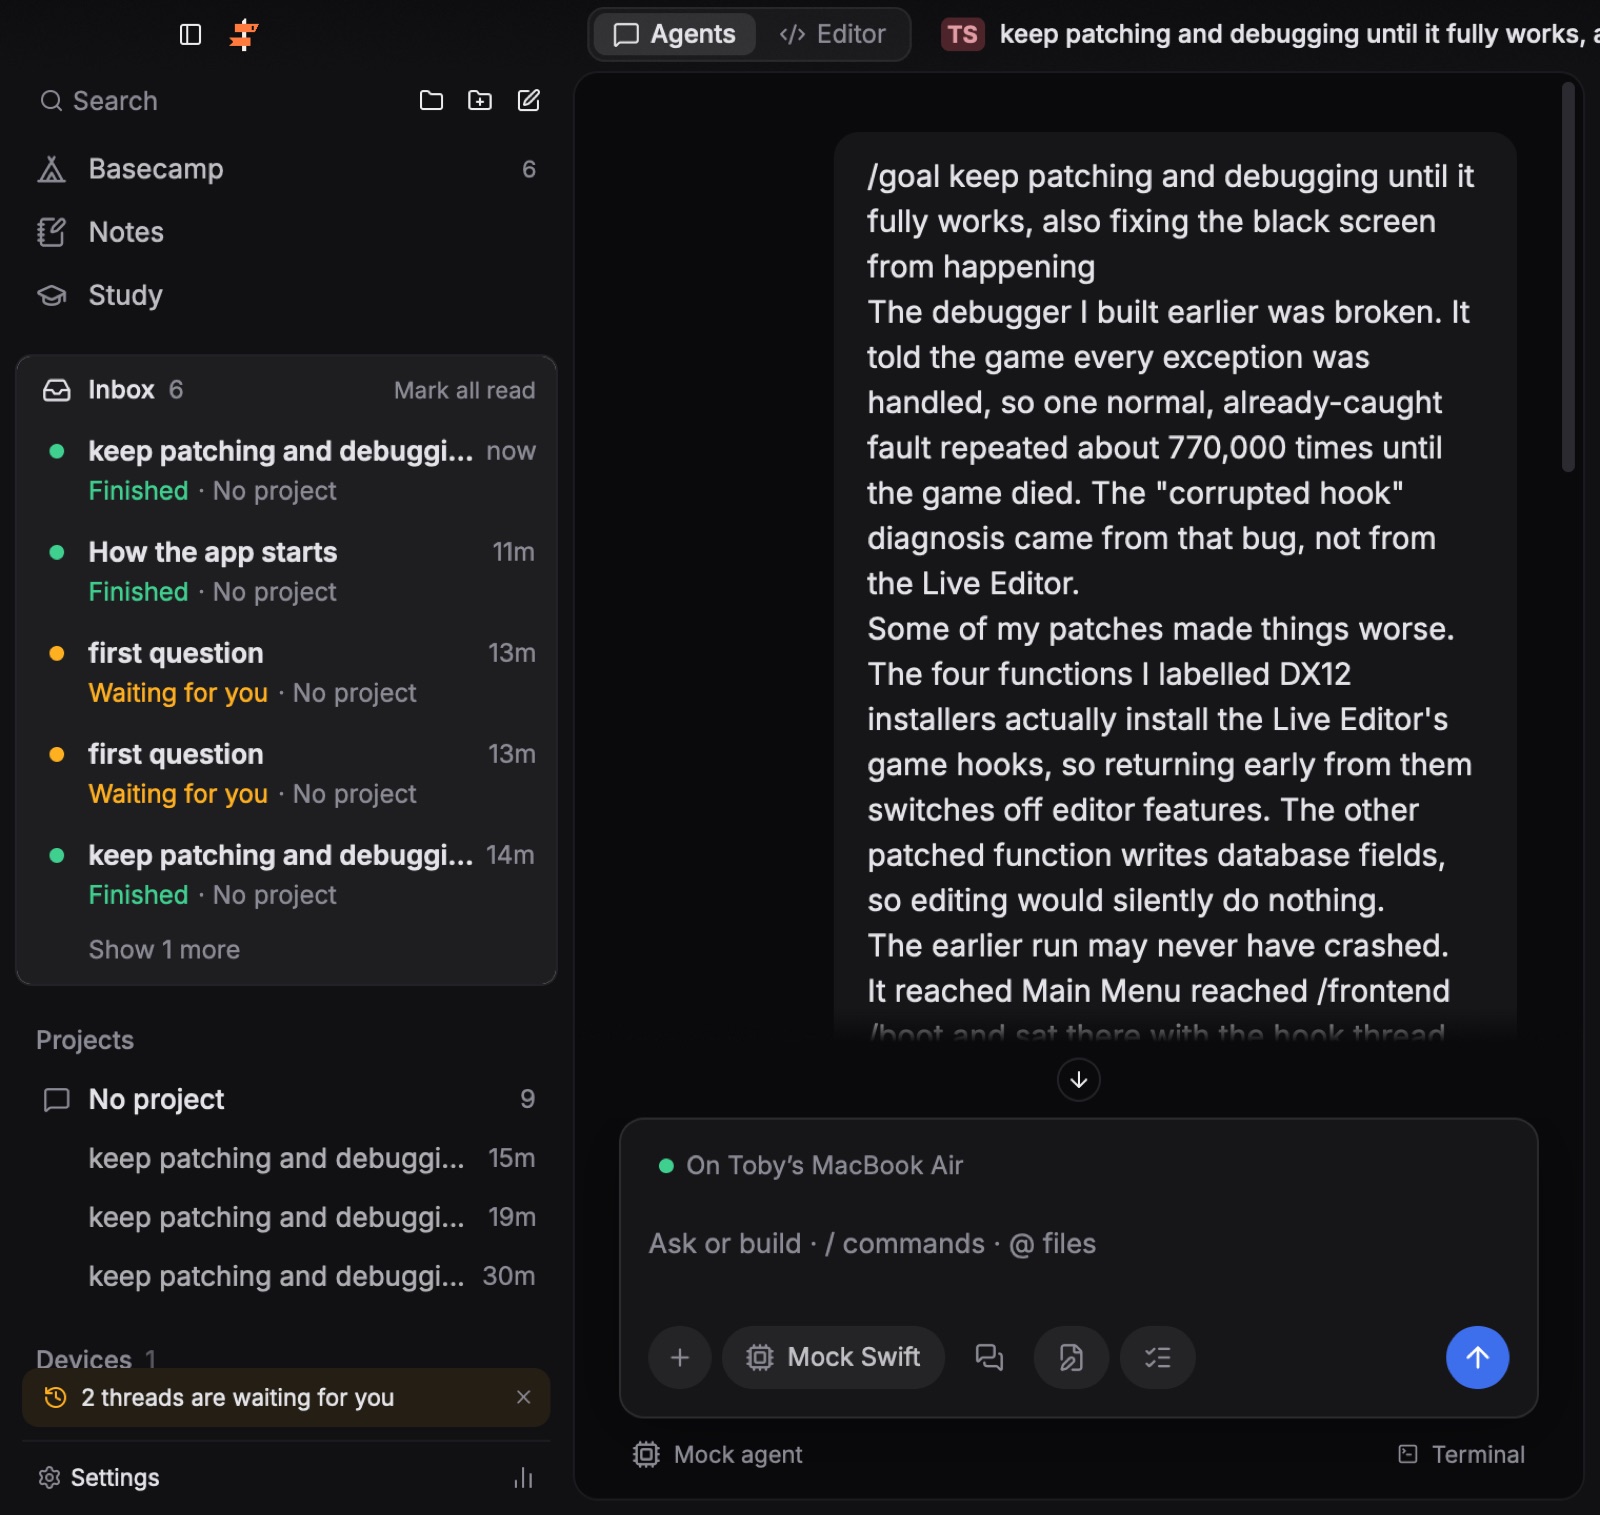 Agents
Editor
TS
keep patching and debugging until it fully works, a
Search
Basecamp 6
Notes
Study
Inbox 6 Mark all read
keep patching and debuggi... now
Finished · No project
How the app starts 11m
Finished · No project
first question 13m
Waiting for you · No project
first question 13m
Waiting for you · No project
keep patching and debuggi... 14m
Finished · No project
Show 1 more
Projects
No project 9
keep patching and debuggi... 15m
keep patching and debuggi... 19m
keep patching and debuggi... 30m
Devices 1
2 threads are waiting for you
Settings
/goal keep patching and debugging until it
fully works, also fixing the black screen
from happening
The debugger I built earlier was broken. It
told the game every exception was
handled, so one normal, already-caught
fault repeated about 770,000 times until
the game died. The "corrupted hook"
diagnosis came from that bug, not from
the Live Editor.
Some of my patches made things worse.
The four functions I labelled DX12
installers actually install the Live Editor's
game hooks, so returning early from them
switches off editor features. The other
patched function writes database fields,
so editing would silently do nothing.
The earlier run may never have crashed.
It reached Main Menu reached /frontend
/boot and sat there with the hook thread
On Toby’s MacBook Air
Ask or build · / commands · @ files
Mock Swift
Mock agent
Terminal